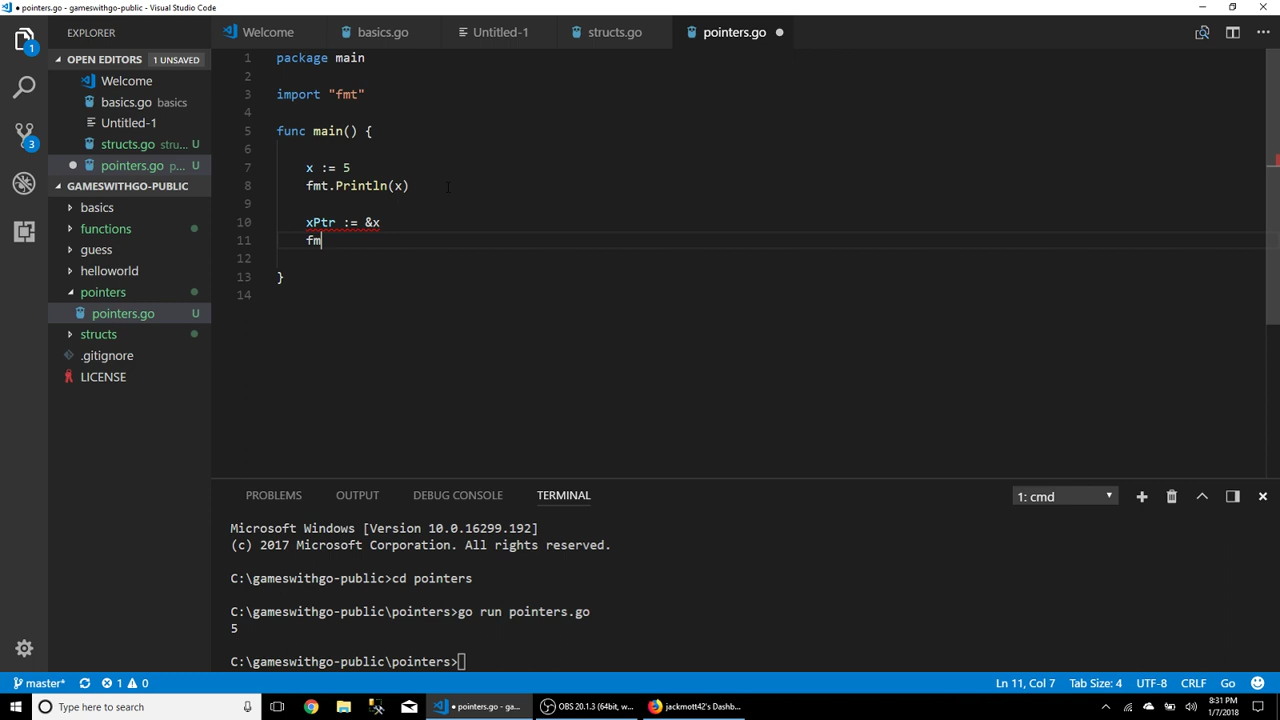 ● pointers.go - gameswithgo-public - Visual Studio Code
EXPLORER
Welcome
basics.go
Untitled-1
structs.go
pointers.go
OPEN EDITORS 1 UNSAVED
Welcome
basics.go basics
Untitled-1
structs.go stru... U
pointers.go p... U
GAMESWITHGO-PUBLIC
basics
functions
guess
helloworld
pointers
pointers.go U
structs
.gitignore
LICENSE
1
3
1 package main
2
3 import "fmt"
4
5 func main() {
6
7 x := 5
8 fmt.Println(x)
9
10 xPtr := &x
11 fm
12
13 }
14
PROBLEMS OUTPUT DEBUG CONSOLE TERMINAL 1: cmd
Microsoft Windows [Version 10.0.16299.192]
(c) 2017 Microsoft Corporation. All rights reserved.
C:\gameswithgo-public>cd pointers
C:\gameswithgo-public\pointers>go run pointers.go
5
C:\gameswithgo-public\pointers>
master* 1 0 Ln 11, Col 7 Tab Size: 4 UTF-8 CRLF Go
Type here to search
● pointers.go - ga...
OBS 20.1.3 (64bit, w...
jackmott42's Dashb...
8:31 PM
1/7/2018